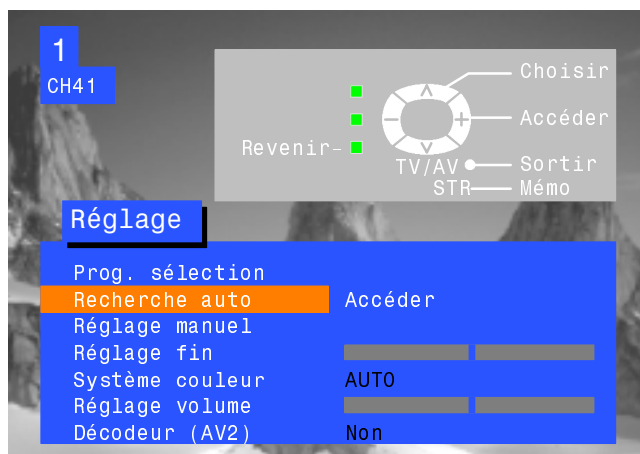 1
CH41
Choisir
Accéder
Revenir
TV/AV
Sortir
STR
Mémo
Réglage
Prog. sélection
Recherche auto Accéder
Réglage manuel
Réglage fin
Système couleur AUTO
Réglage volume
Décodeur (AV2) Non